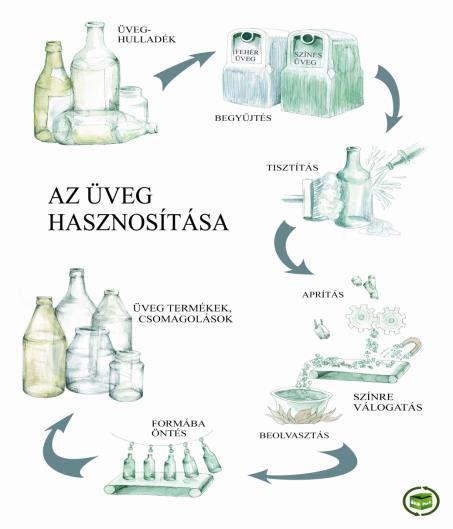 ÜVEG-
HULLADÉK
FEHÉR
ÜVEG
SZÍNES
ÜVEG
BEGYŰJTÉS
TISZTÍTÁS
AZ ÜVEG
HASZNOSÍTÁSA
APRÍTÁS
ÜVEG TERMÉKEK,
CSOMAGOLÁSOK
SZÍNRE
VÁLOGATÁS
FORMÁBA
ÖNTÉS
BEOLVASZTÁS